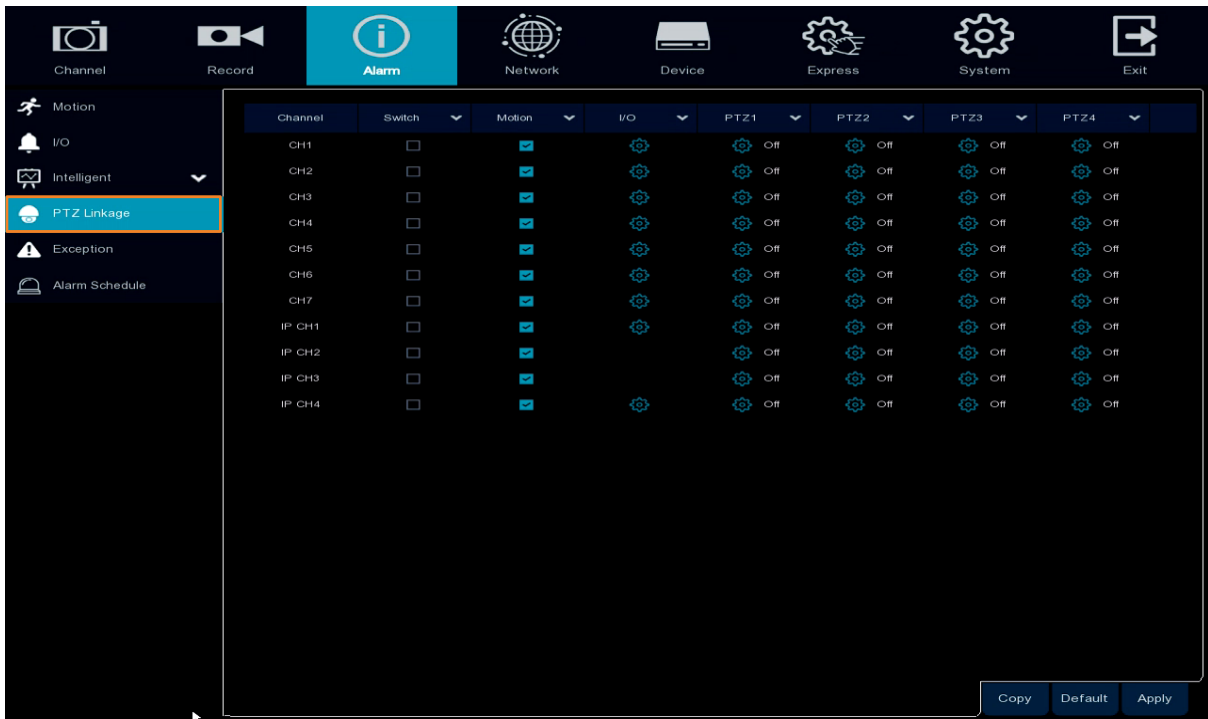 Channel Record Alarm Network Device Express System Exit
Motion
I/O
Intelligent
PTZ Linkage
Exception
Alarm Schedule
Channel Switch Motion I/O PTZ1 PTZ2 PTZ3 PTZ4
CH1 Off Off Off Off
CH2 Off Off Off Off
CH3 Off Off Off Off
CH4 Off Off Off Off
CH5 Off Off Off Off
CH6 Off Off Off Off
CH7 Off Off Off Off
IP CH1 Off Off Off Off
IP CH2 Off Off Off Off
IP CH3 Off Off Off Off
IP CH4 Off Off Off Off
Copy Default Apply